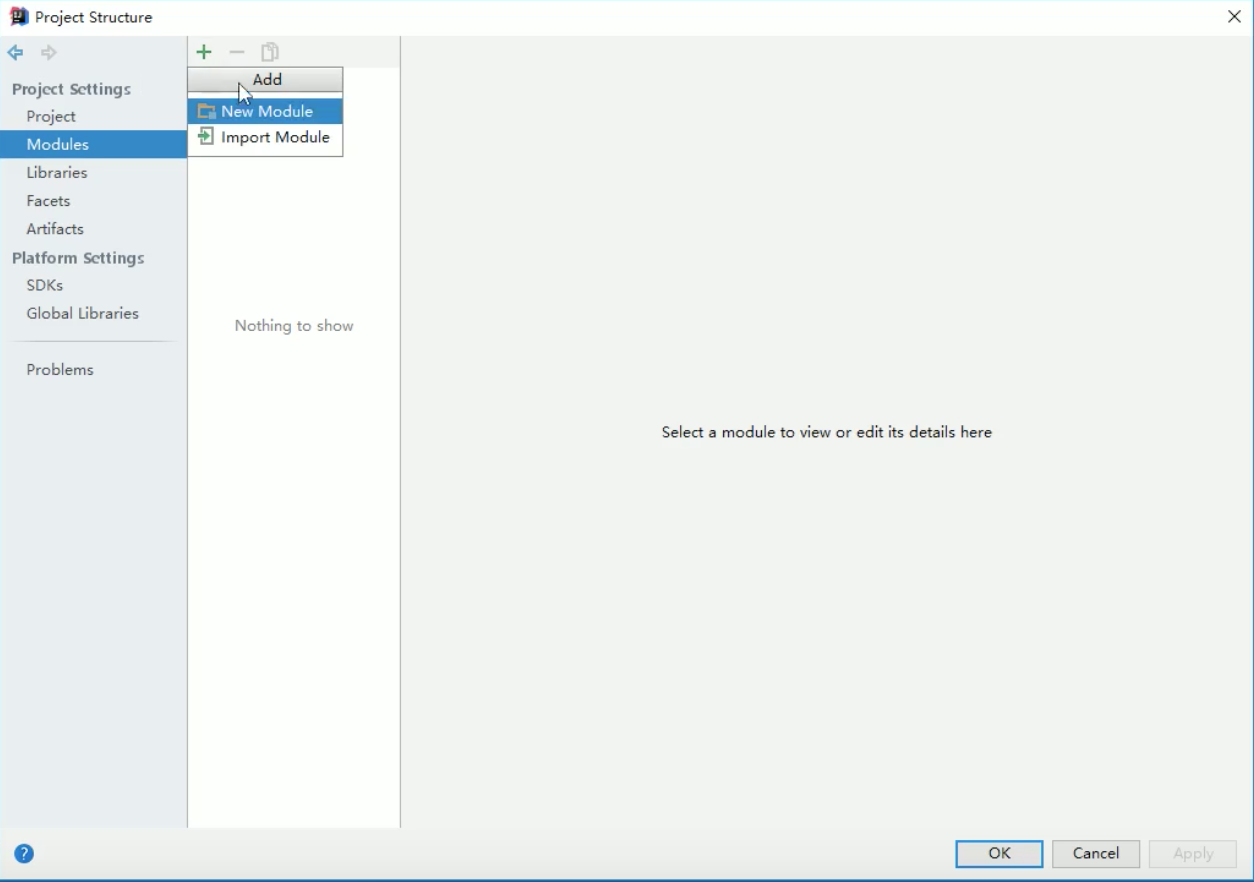 Project Structure
Project Settings
Project
Modules
Libraries
Facets
Artifacts
Platform Settings
SDKs
Global Libraries
Problems
Add
New Module
Import Module
Nothing to show
Select a module to view or edit its details here
?
OK
Cancel
Apply